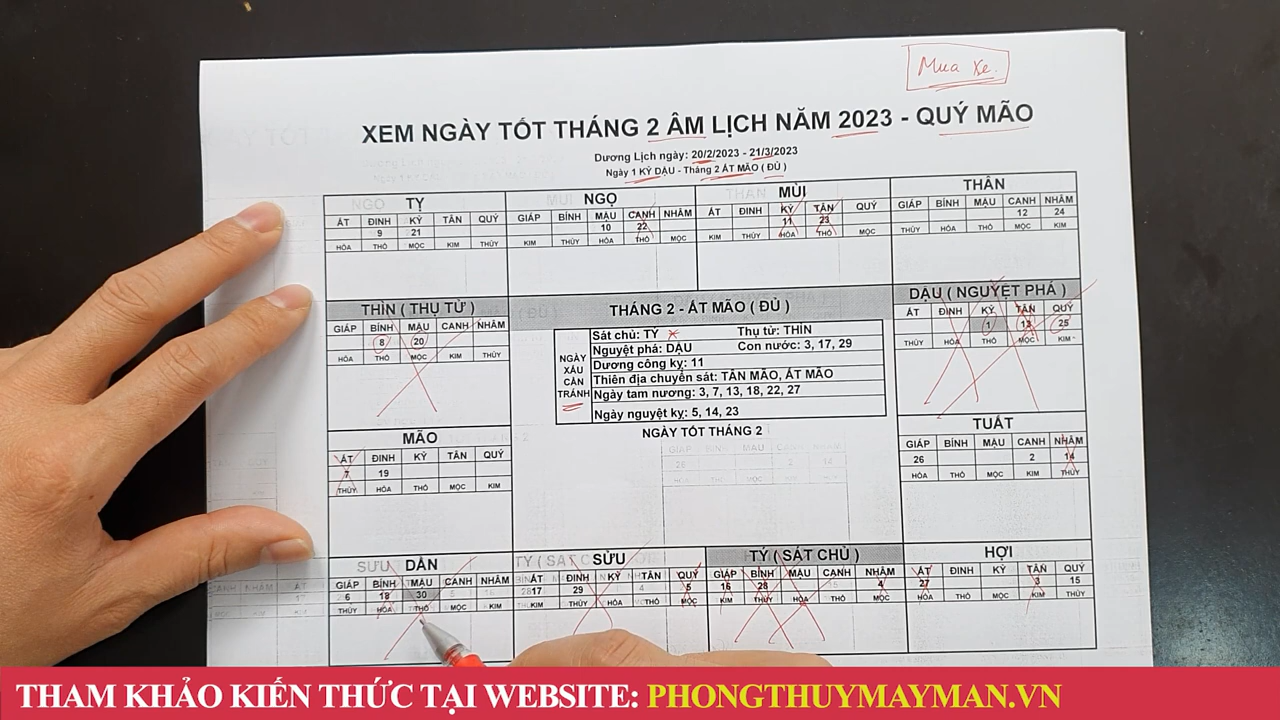 Mua xe.
XEM NGÀY TỐT THÁNG 2 ÂM LỊCH NĂM 2023 - QUÝ MÃO
Dương Lịch ngày: 20/2/2023 - 21/3/2023
Ngày 1 KỶ DẬU - Tháng 2 ẤT MÃO ( ĐỦ )
TỴ
ẤT ĐINH KỶ TÂN QUÝ
9 21
HỎA THỔ MỘC KIM THỦY
NGỌ
GIÁP BÍNH MẬU CANH NHÂM
10 22
KIM THỦY HỎA THỔ MỘC
MÙI
ẤT ĐINH KỶ TÂN QUÝ
11 23
KIM THỦY HỎA THỔ MỘC
THÂN
GIÁP BÍNH MẬU CANH NHÂM
12 24
THỦY HỎA THỔ MỘC KIM
THÌN ( THỤ TỬ )
GIÁP BÍNH MẬU CANH NHÂM
8 20
HỎA THỔ MỘC KIM THỦY
THÁNG 2 - ẤT MÃO ( ĐỦ )
NGÀY XẤU CẦN TRÁNH
Sát chủ: TÝ Thụ tử: THÌN
Nguyệt phá: DẬU Con nước: 3, 17, 29
Dương công kỵ: 11
Thiên địa chuyển sát: TÂN MÃO, ẤT MÃO
Ngày tam nương: 3, 7, 13, 18, 22, 27
Ngày nguyệt kỵ: 5, 14, 23
NGÀY TỐT THÁNG 2
DẬU ( NGUYỆT PHÁ )
ẤT ĐINH KỶ TÂN QUÝ
1 13 25
THỦY HỎA THỔ MỘC KIM
MÃO
ẤT ĐINH KỶ TÂN QUÝ
7 19
THỦY HỎA THỔ MỘC KIM
TUẤT
GIÁP BÍNH MẬU CANH NHÂM
26 2 14
HỎA THỔ MỘC KIM THỦY
DẦN
GIÁP BÍNH MẬU CANH NHÂM
6 18 30
THỦY HỎA THỔ MỘC KIM
SỬU
ẤT ĐINH KỶ TÂN QUÝ
17 29 5
KIM THỦY HỎA THỔ MỘC
TÝ ( SÁT CHỦ )
GIÁP BÍNH MẬU CANH NHÂM
16 28 4
KIM THỦY HỎA THỔ MỘC
HỢI
ẤT ĐINH KỶ TÂN QUÝ
27 3 15
HỎA THỔ MỘC KIM THỦY
THAM KHẢO KIẾN THỨC TẠI WEBSITE: PHONGTHUYMAYMAN.VN